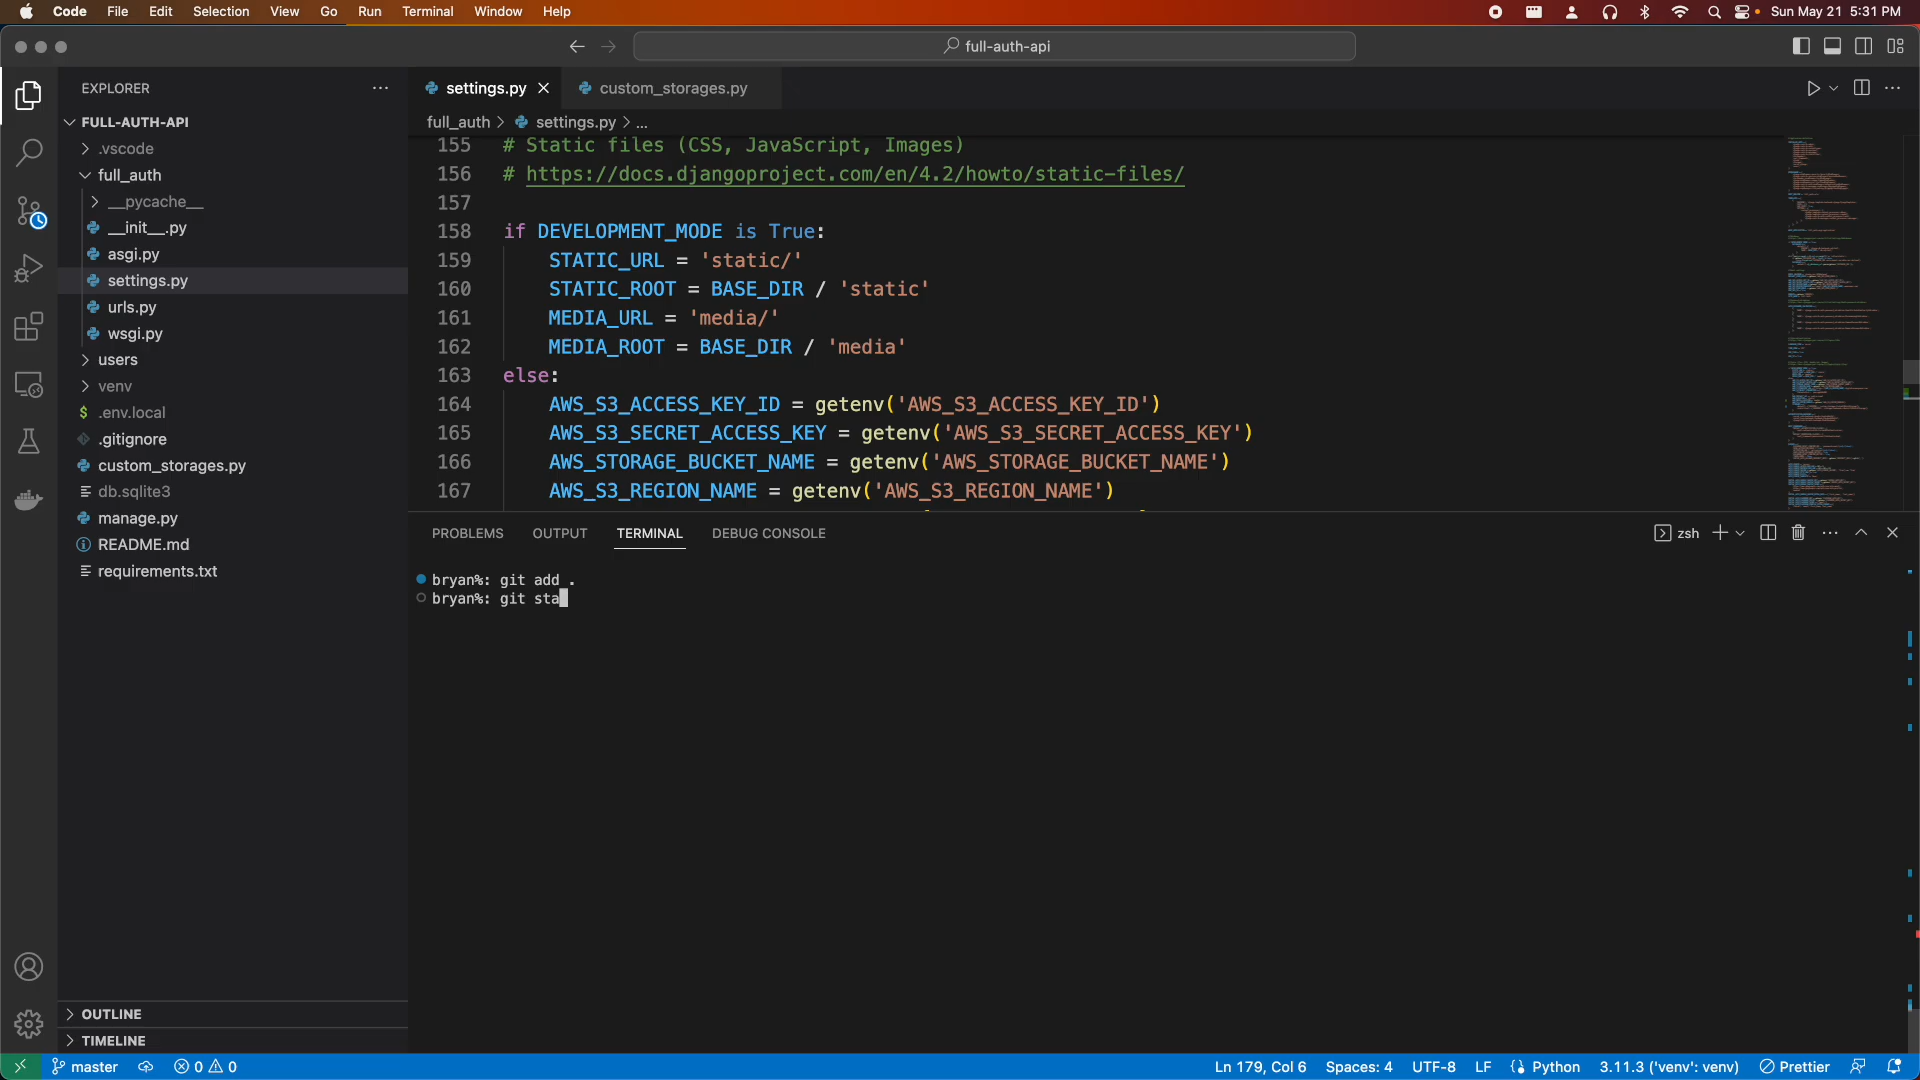 Code File Edit Selection View Go Run Terminal Window Help
Sun May 21 5:31 PM
full-auth-api
EXPLORER
settings.py
custom_storages.py
FULL-AUTH-API
full_auth > settings.py > ...
.vscode
full_auth
__pycache__
__init__.py
asgi.py
settings.py
urls.py
wsgi.py
users
venv
$ .env.local
.gitignore
custom_storages.py
db.sqlite3
manage.py
README.md
requirements.txt
OUTLINE
TIMELINE
155 # Static files (CSS, JavaScript, Images)
156 # https://docs.djangoproject.com/en/4.2/howto/static-files/
157
158 if DEVELOPMENT_MODE is True:
159 STATIC_URL = 'static/'
160 STATIC_ROOT = BASE_DIR / 'static'
161 MEDIA_URL = 'media/'
162 MEDIA_ROOT = BASE_DIR / 'media'
163 else:
164 AWS_S3_ACCESS_KEY_ID = getenv('AWS_S3_ACCESS_KEY_ID')
165 AWS_S3_SECRET_ACCESS_KEY = getenv('AWS_S3_SECRET_ACCESS_KEY')
166 AWS_STORAGE_BUCKET_NAME = getenv('AWS_STORAGE_BUCKET_NAME')
167 AWS_S3_REGION_NAME = getenv('AWS_S3_REGION_NAME')
PROBLEMS OUTPUT TERMINAL DEBUG CONSOLE
zsh
bryan%: git add .
bryan%: git sta
master 0 0
Ln 179, Col 6 Spaces: 4 UTF-8 LF Python 3.11.3 ('venv': venv) Prettier